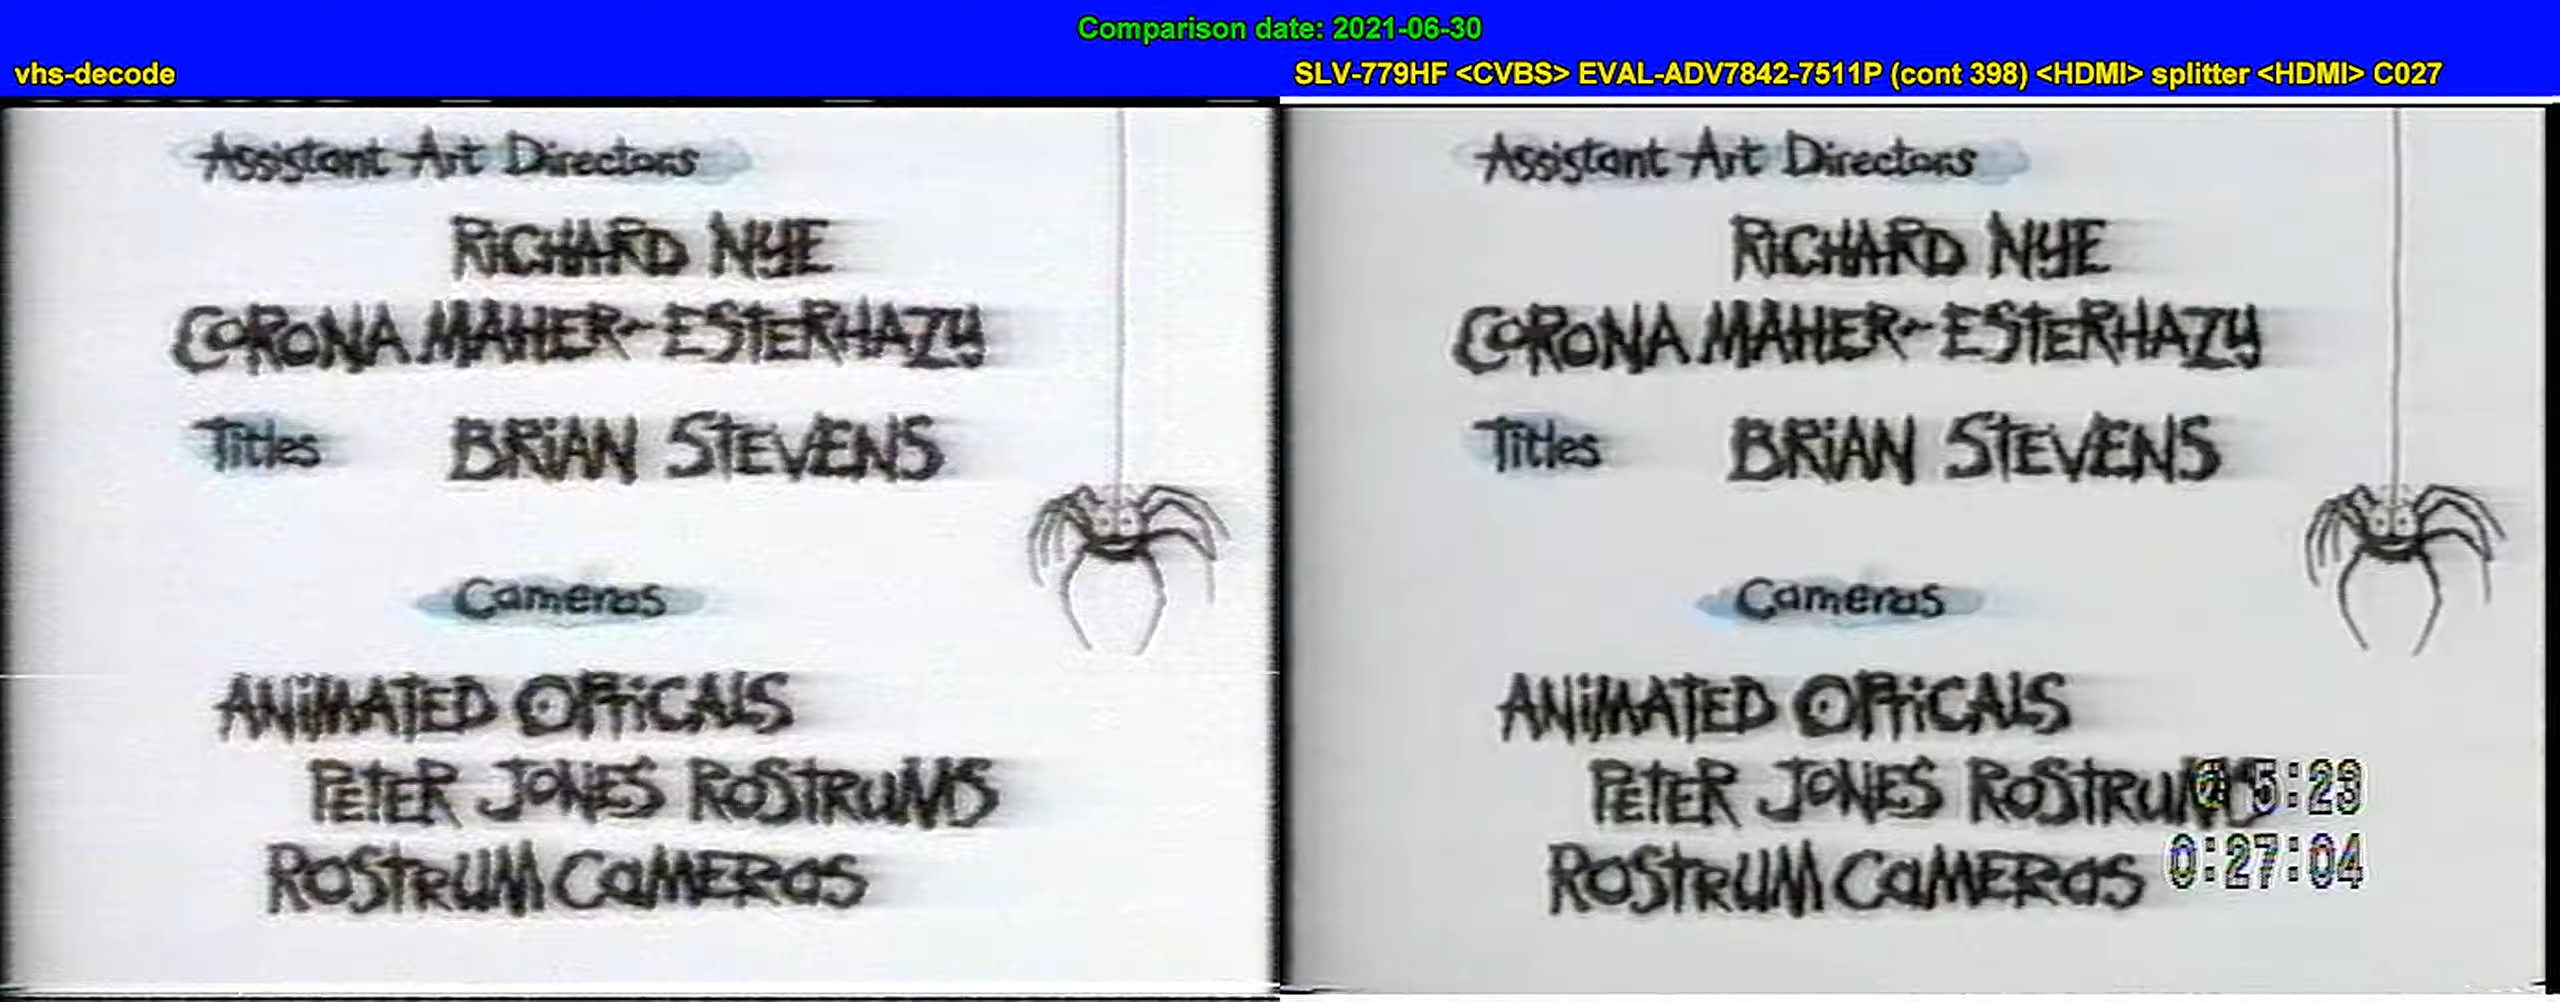 Comparison date: 2021-06-30
vhs-decode
SLV-779HF <CVBS> EVAL-ADV7842-7511P (cont 398) <HDMI> splitter <HDMI> C027
Assistant Art Directors
RiCHARD NYE
CORONA MAHER-ESTERHAZY
Titles BRiAN STEVENS
Cameras
ANiMATED OPTiCALS
PETER JONES ROSTRUMS
ROSTRUM CAMERAS
Assistant Art Directors
RiCHARD NYE
CORONA MAHER-ESTERHAZY
Titles BRiAN STEVENS
Cameras
ANiMATED OPTiCALS
PETER JONES 5:23
ROSTRUM CAMERAS 0:27:04